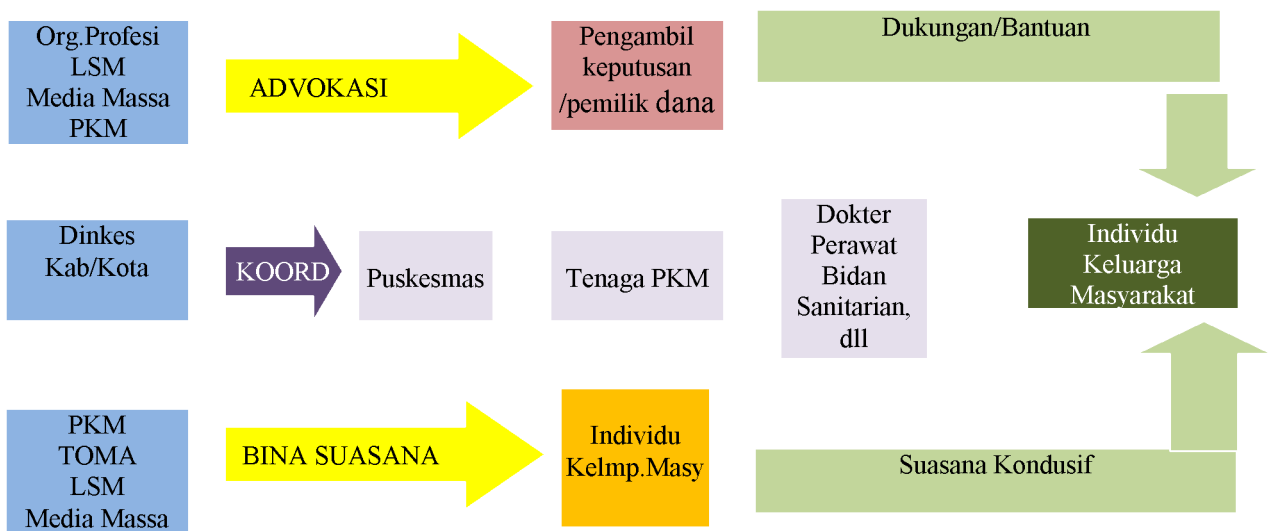 Org.Profesi
LSM
Media Massa
PKM
ADVOKASI
Pengambil
keputusan
/pemilik dana
Dukungan/Bantuan
Dinkes
Kab/Kota
KOORD
Puskesmas
Tenaga PKM
Dokter
Perawat
Bidan
Sanitarian,
dll
Individu
Keluarga
Masyarakat
PKM
TOMA
LSM
Media Massa
BINA SUASANA
Individu
Kelmp.Masy
Suasana Kondusif